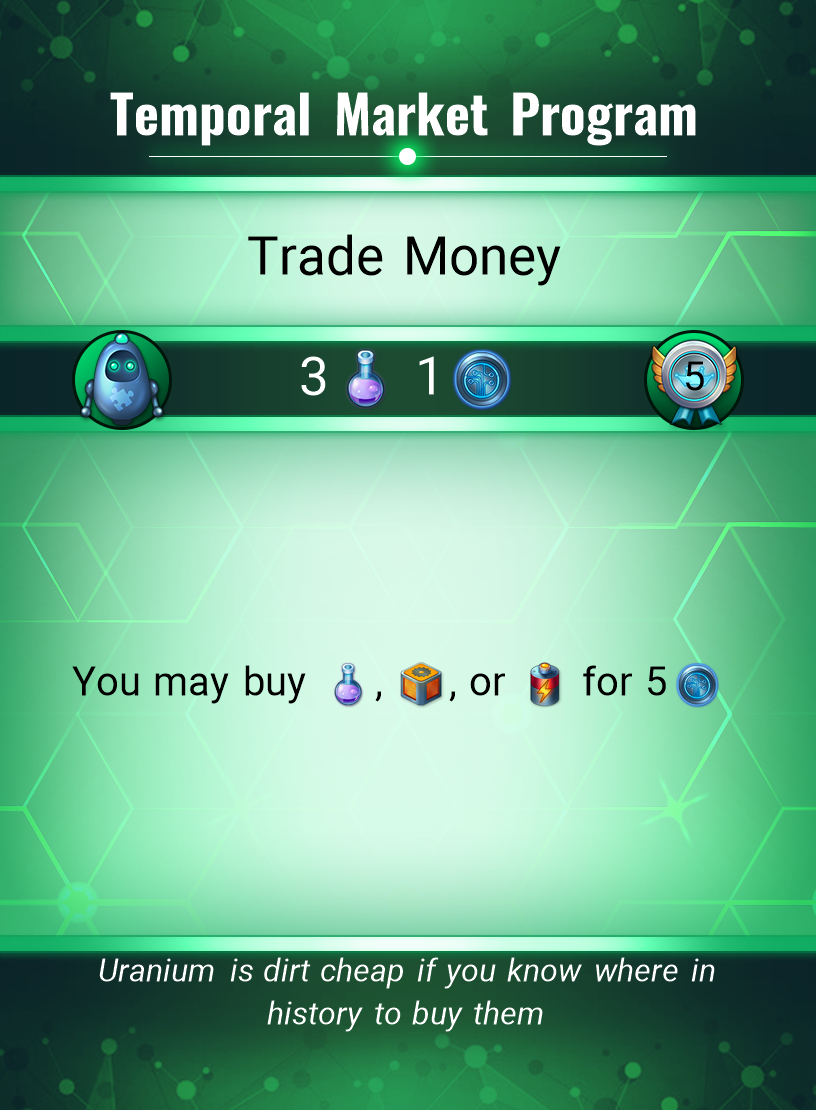 Temporal Market Program
Trade Money
3 1 5
You may buy , , or for 5
Uranium is dirt cheap if you know where in
history to buy them